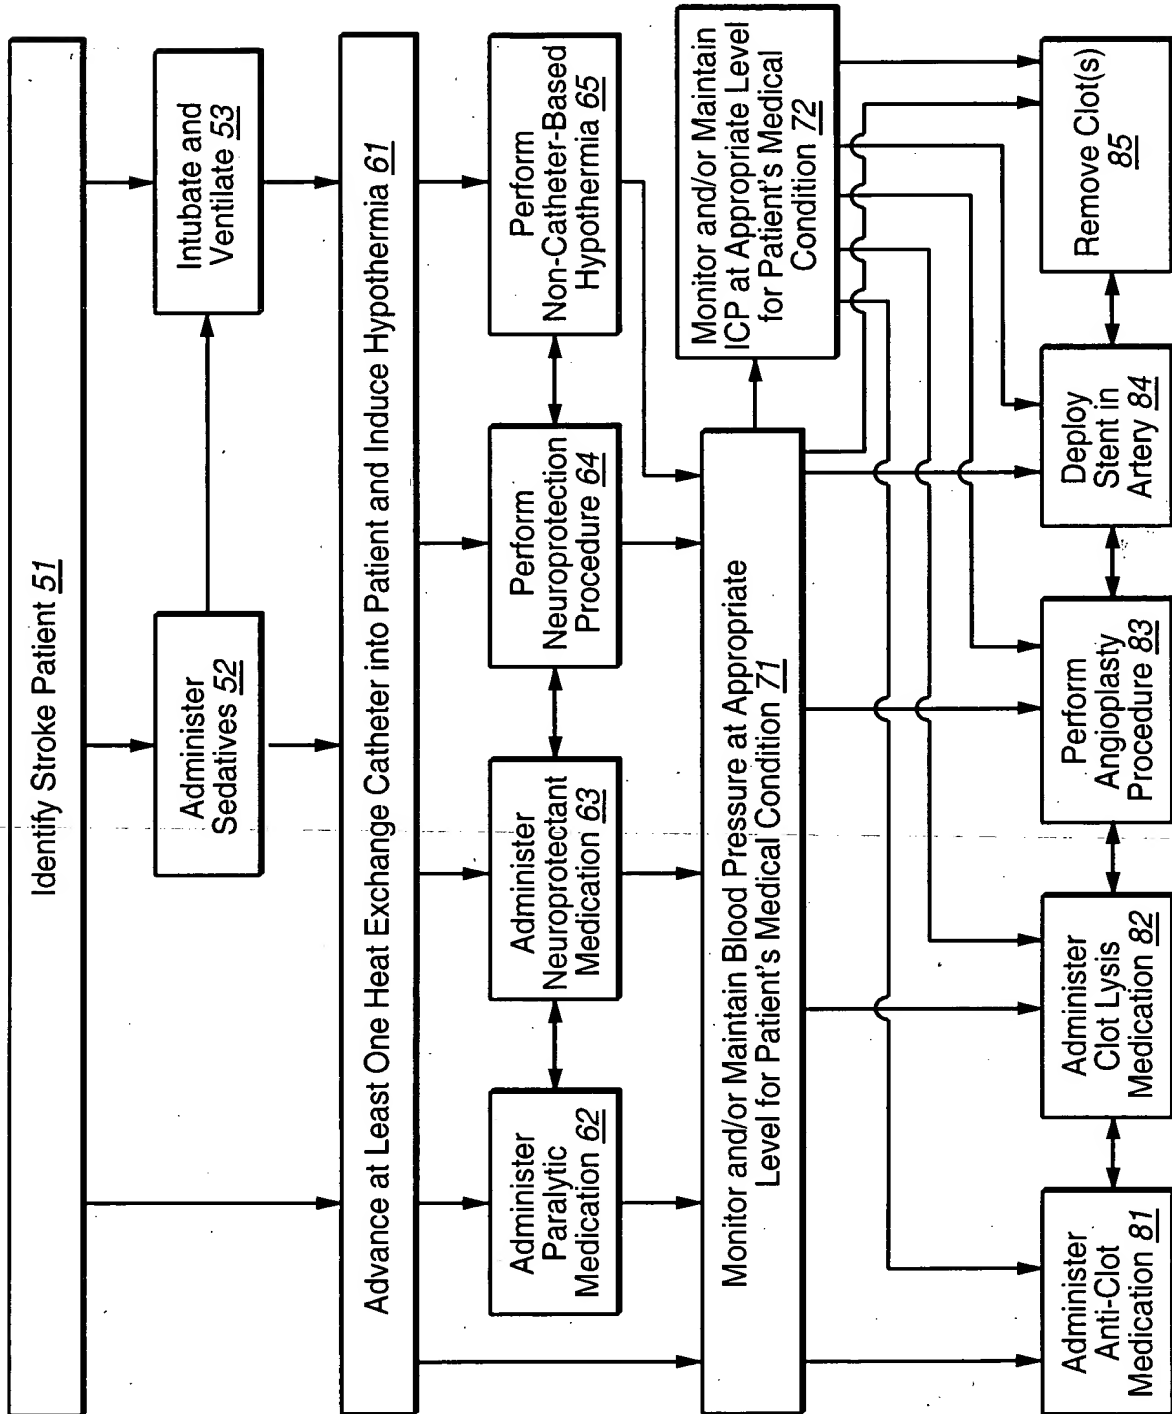 Identify Stroke Patient 51
Administer
Sedatives 52
Intubate and
Ventilate 53
Advance at Least One Heat Exchange Catheter into Patient and Induce Hypothermia 61
Administer
Paralytic
Medication 62
Administer
Neuroprotectant
Medication 63
Perform
Neuroprotection
Procedure 64
Perform
Non-Catheter-Based
Hypothermia 65
Monitor and/or Maintain Blood Pressure at Appropriate
Level for Patient's Medical Condition 71
Monitor and/or Maintain
ICP at Appropriate Level
for Patient's Medical
Condition 72
Administer
Anti-Clot
Medication 81
Administer
Clot Lysis
Medication 82
Perform
Angioplasty
Procedure 83
Deploy
Stent in
Artery 84
Remove Clot(s)
85